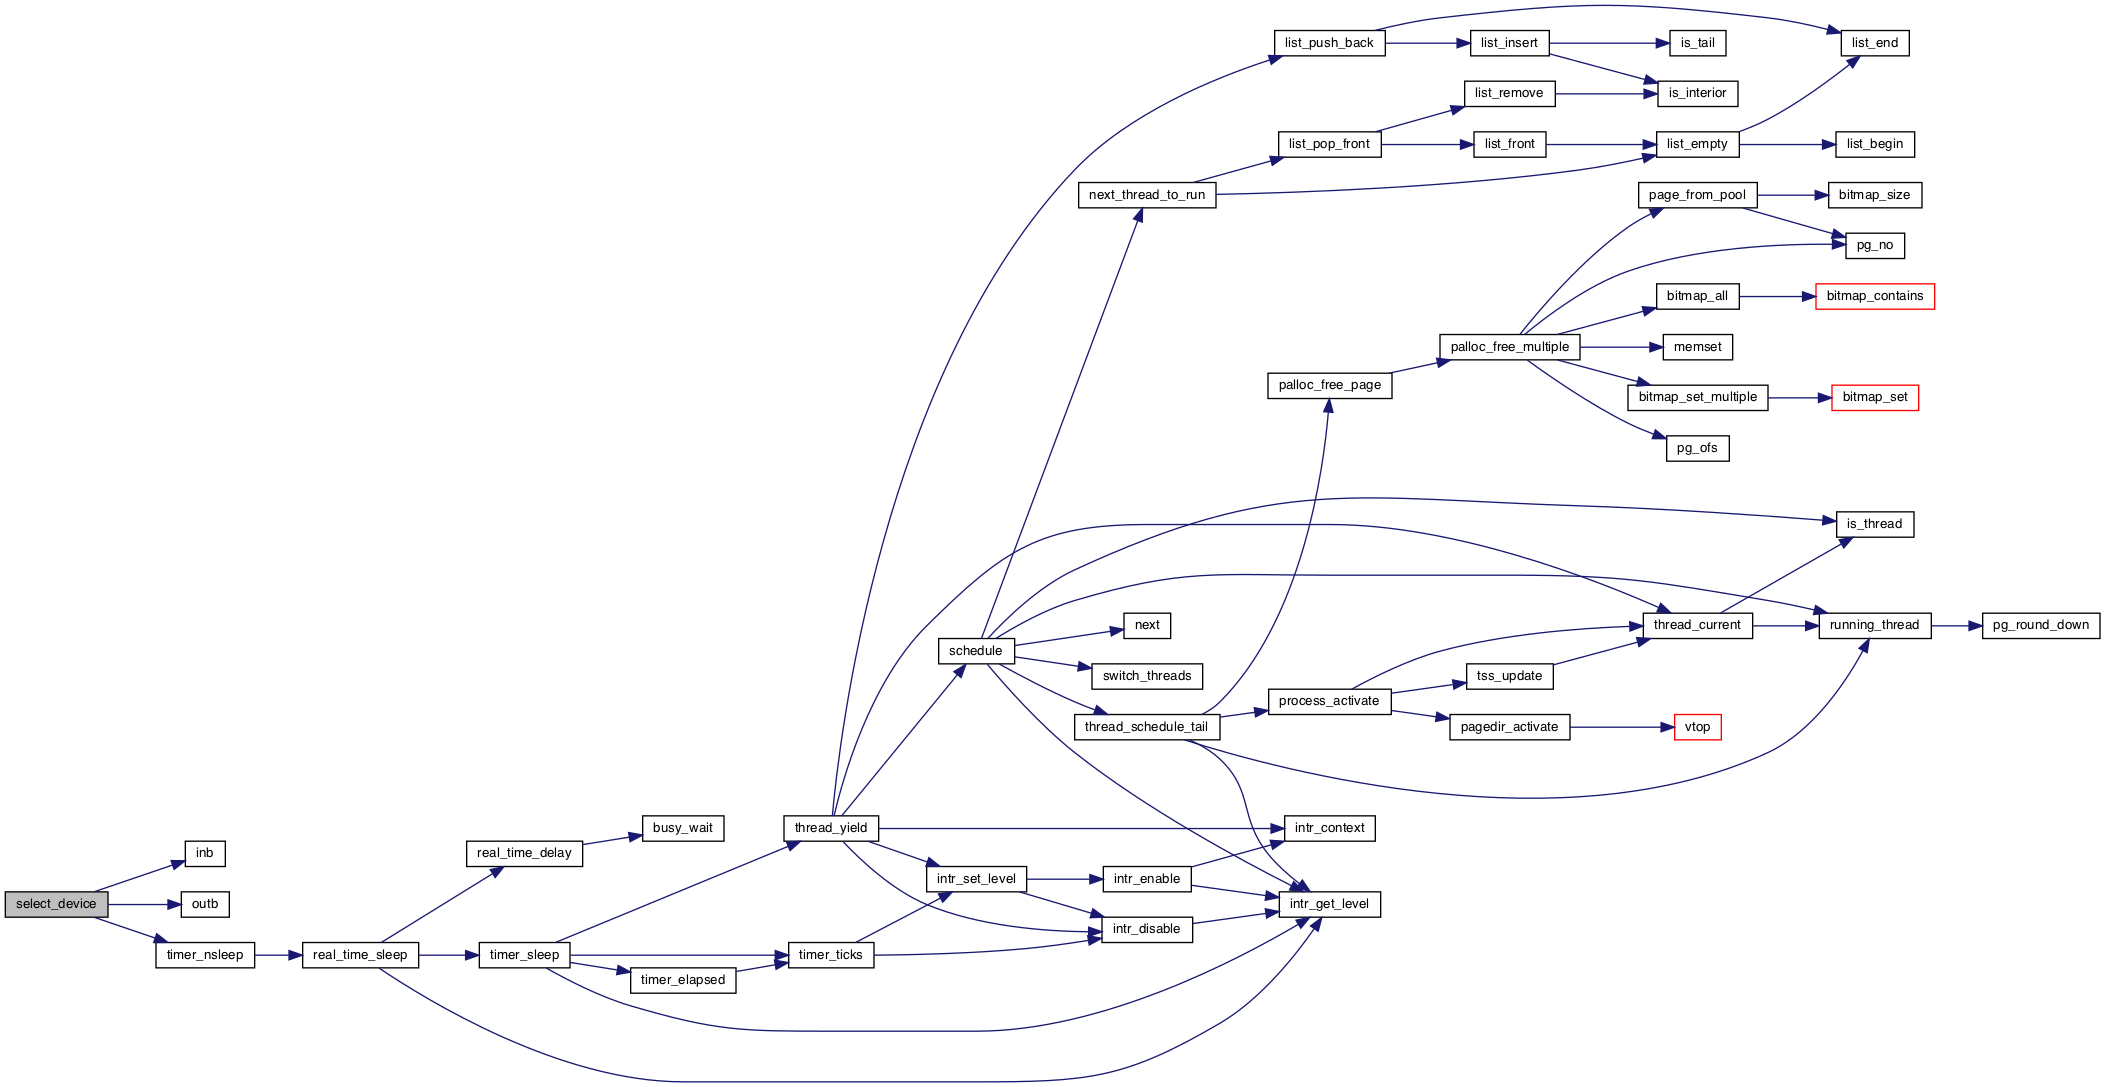 list_push_back
list_insert
is_tail
list_end
list_remove
is_interior
list_pop_front
list_front
list_empty
list_begin
next_thread_to_run
page_from_pool
bitmap_size
pg_no
bitmap_all
bitmap_contains
palloc_free_multiple
memset
palloc_free_page
bitmap_set_multiple
bitmap_set
pg_ofs
is_thread
next
thread_current
running_thread
pg_round_down
schedule
switch_threads
tss_update
process_activate
thread_schedule_tail
pagedir_activate
vtop
busy_wait
thread_yield
intr_context
inb
real_time_delay
intr_set_level
intr_enable
select_device
outb
intr_get_level
intr_disable
timer_nsleep
real_time_sleep
timer_sleep
timer_ticks
timer_elapsed